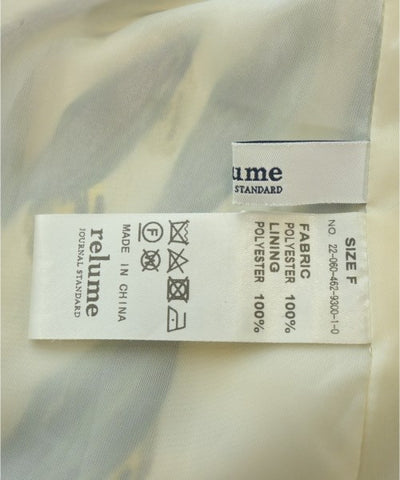 ume
STANDARD
SIZE F
NO. 22-060-462-9300-1-0
FABRIC
POLYESTER 100%
LINING
POLYESTER 100%
F
MADE IN CHINA
relume
JOURNAL STANDARD